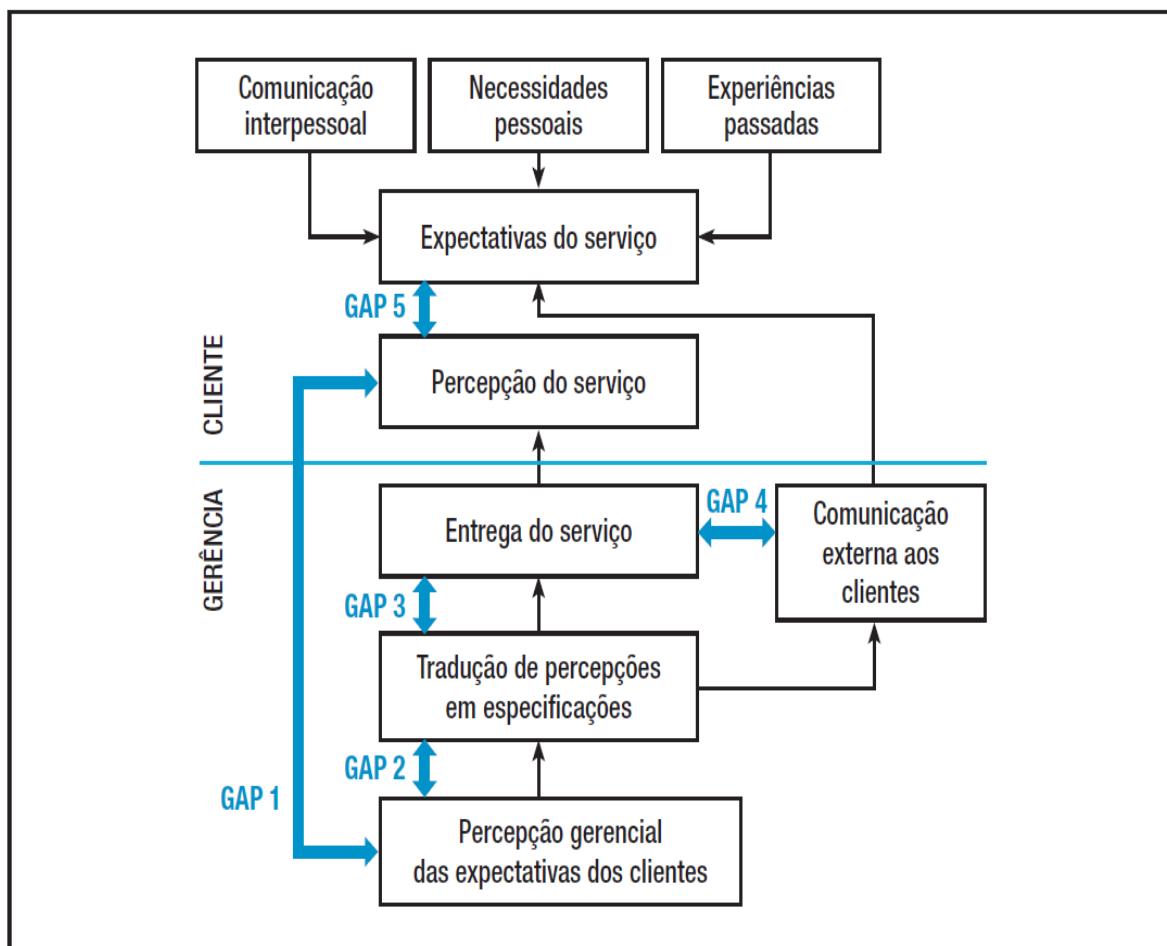 Comunicação
interpessoal
Necessidades
pessoais
Experiências
passadas
Expectativas do serviço
GAP 5
Percepção do serviço
CLIENTE
GERÊNCIA
Entrega do serviço
GAP 4
Comunicação
externa aos
clientes
GAP 3
Tradução de percepções
em especificações
GAP 2
GAP 1
Percepção gerencial
das expectativas dos clientes